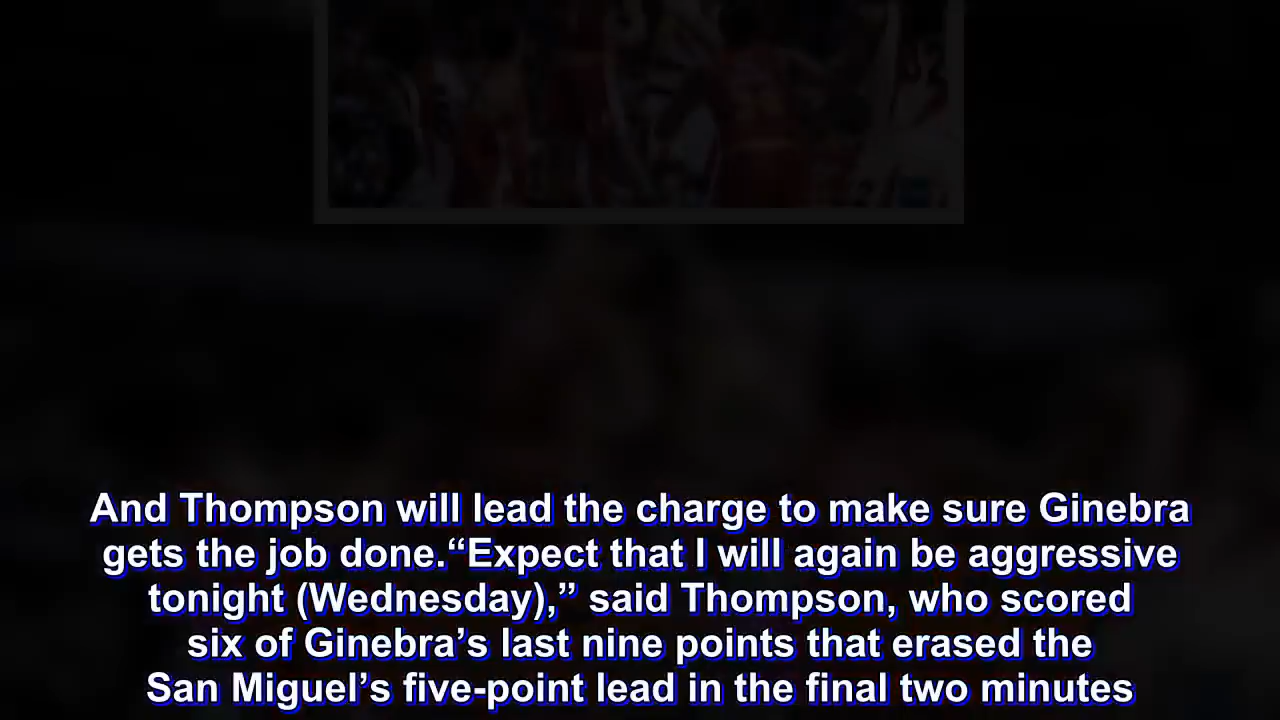 And Thompson will lead the charge to make sure Ginebra
gets the job done.“Expect that I will again be aggressive
tonight (Wednesday),” said Thompson, who scored
six of Ginebra’s last nine points that erased the
San Miguel’s five-point lead in the final two minutes